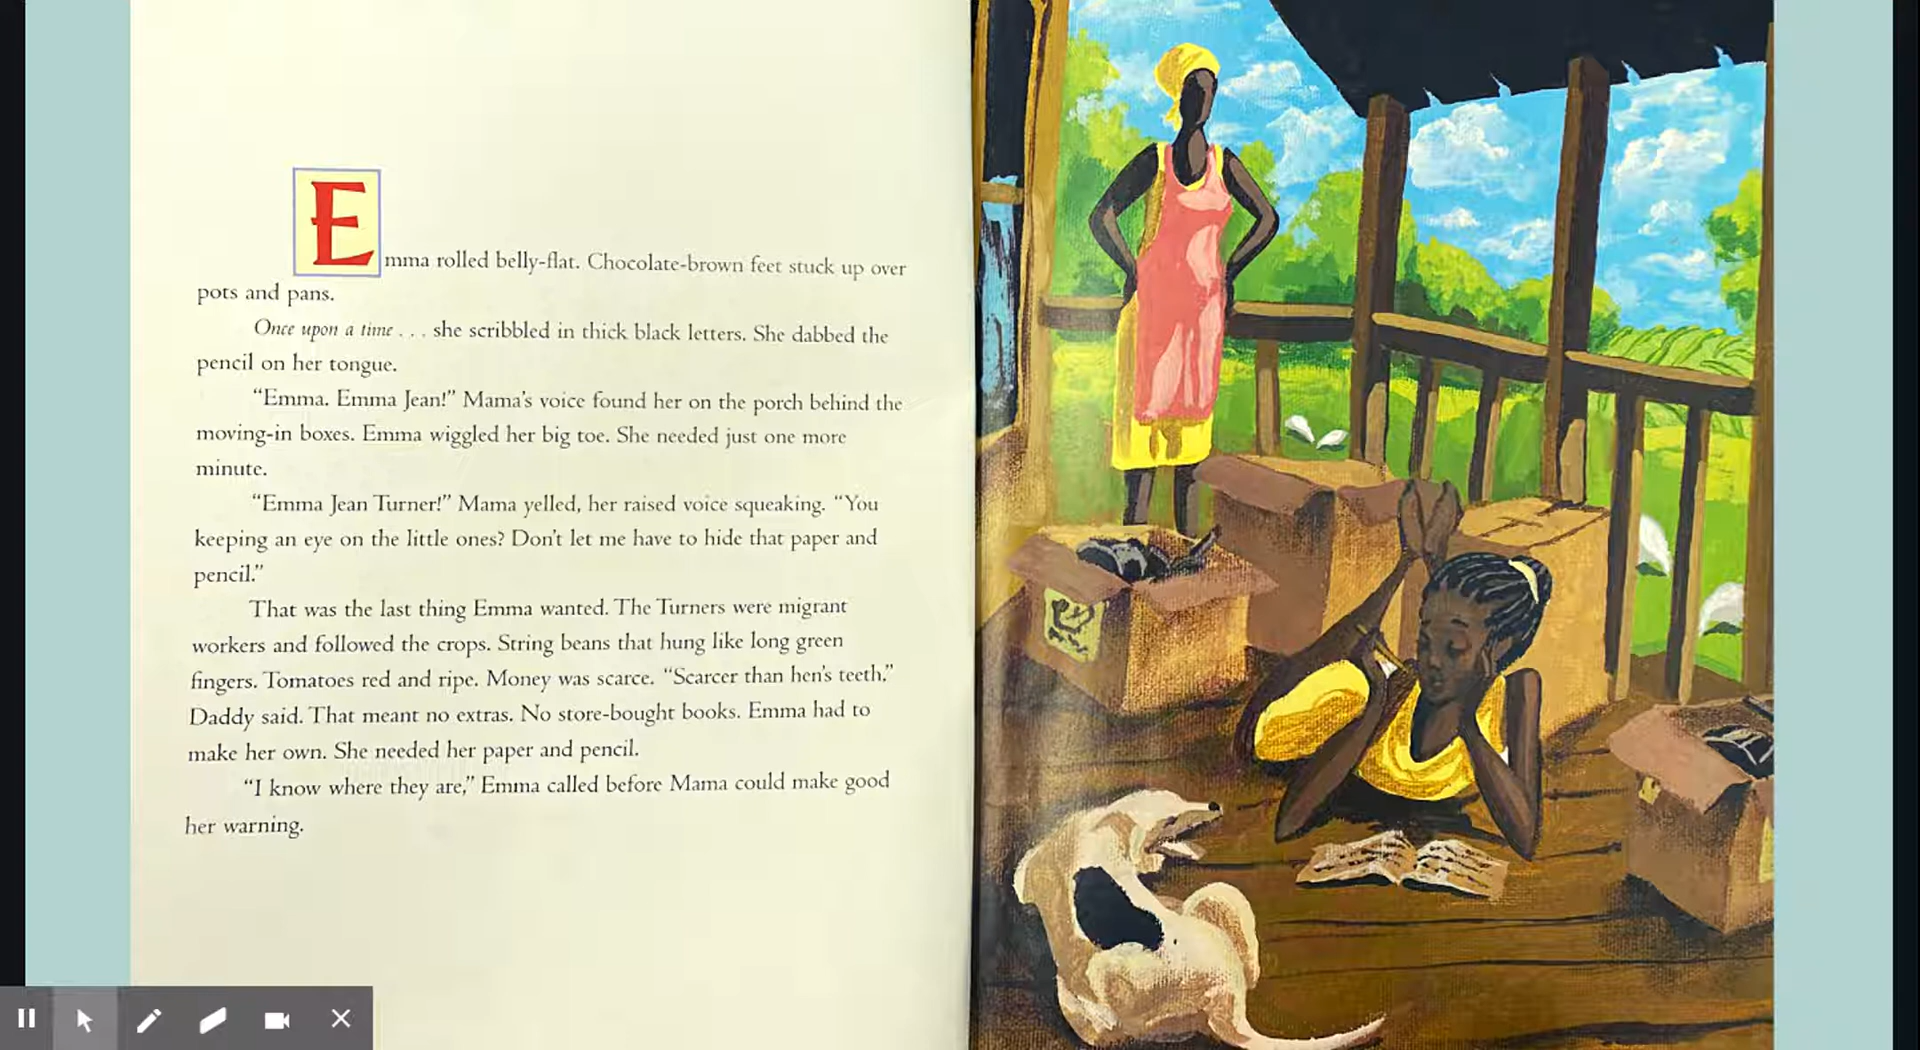 Emma rolled belly-flat. Chocolate-brown feet stuck up over
pots and pans.
Once upon a time . . . she scribbled in thick black letters. She dabbed the
pencil on her tongue.
“Emma. Emma Jean!” Mama’s voice found her on the porch behind the
moving-in boxes. Emma wiggled her big toe. She needed just one more
minute.
“Emma Jean Turner!” Mama yelled, her raised voice squeaking. “You
keeping an eye on the little ones? Don’t let me have to hide that paper and
pencil.”
That was the last thing Emma wanted. The Turners were migrant
workers and followed the crops. String beans that hung like long green
fingers. Tomatoes red and ripe. Money was scarce. “Scarcer than hen’s teeth,”
Daddy said. That meant no extras. No store-bought books. Emma had to
make her own. She needed her paper and pencil.
“I know where they are,” Emma called before Mama could make good
her warning.